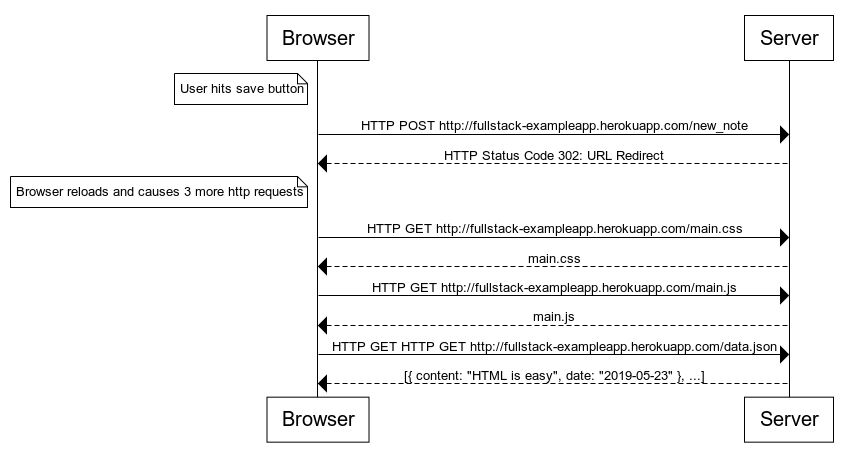 Browser
Server
User hits save button
HTTP POST http://fullstack-exampleapp.herokuapp.com/new_note
HTTP Status Code 302: URL Redirect
Browser reloads and causes 3 more http requests
HTTP GET http://fullstack-exampleapp.herokuapp.com/main.css
main.css
HTTP GET http://fullstack-exampleapp.herokuapp.com/main.js
main.js
HTTP GET HTTP GET http://fullstack-exampleapp.herokuapp.com/data.json
[{ content: "HTML is easy", date: "2019-05-23" }, ...]
Browser
Server